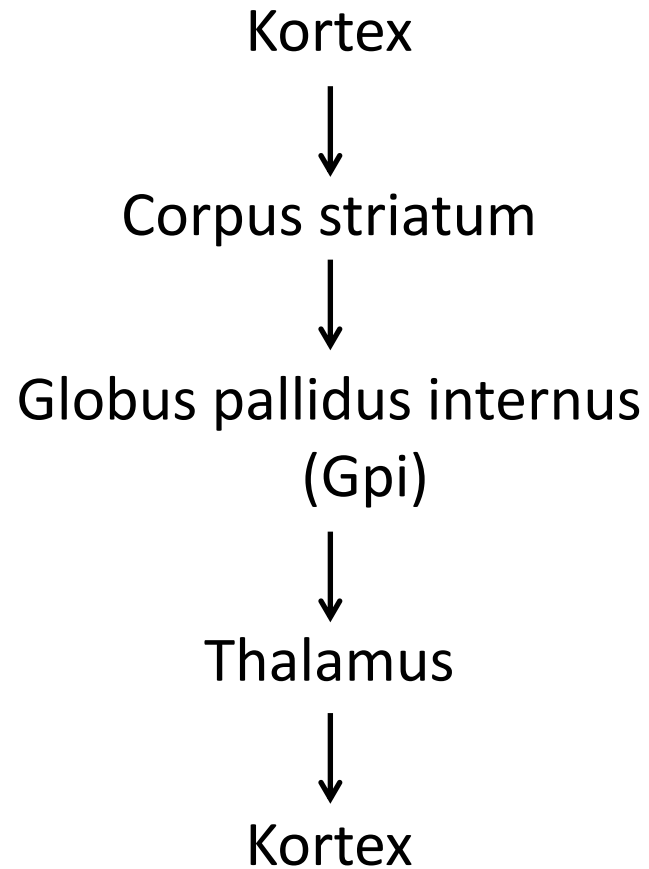 Kortex
Corpus striatum
Globus pallidus internus
(Gpi)
Thalamus
Kortex